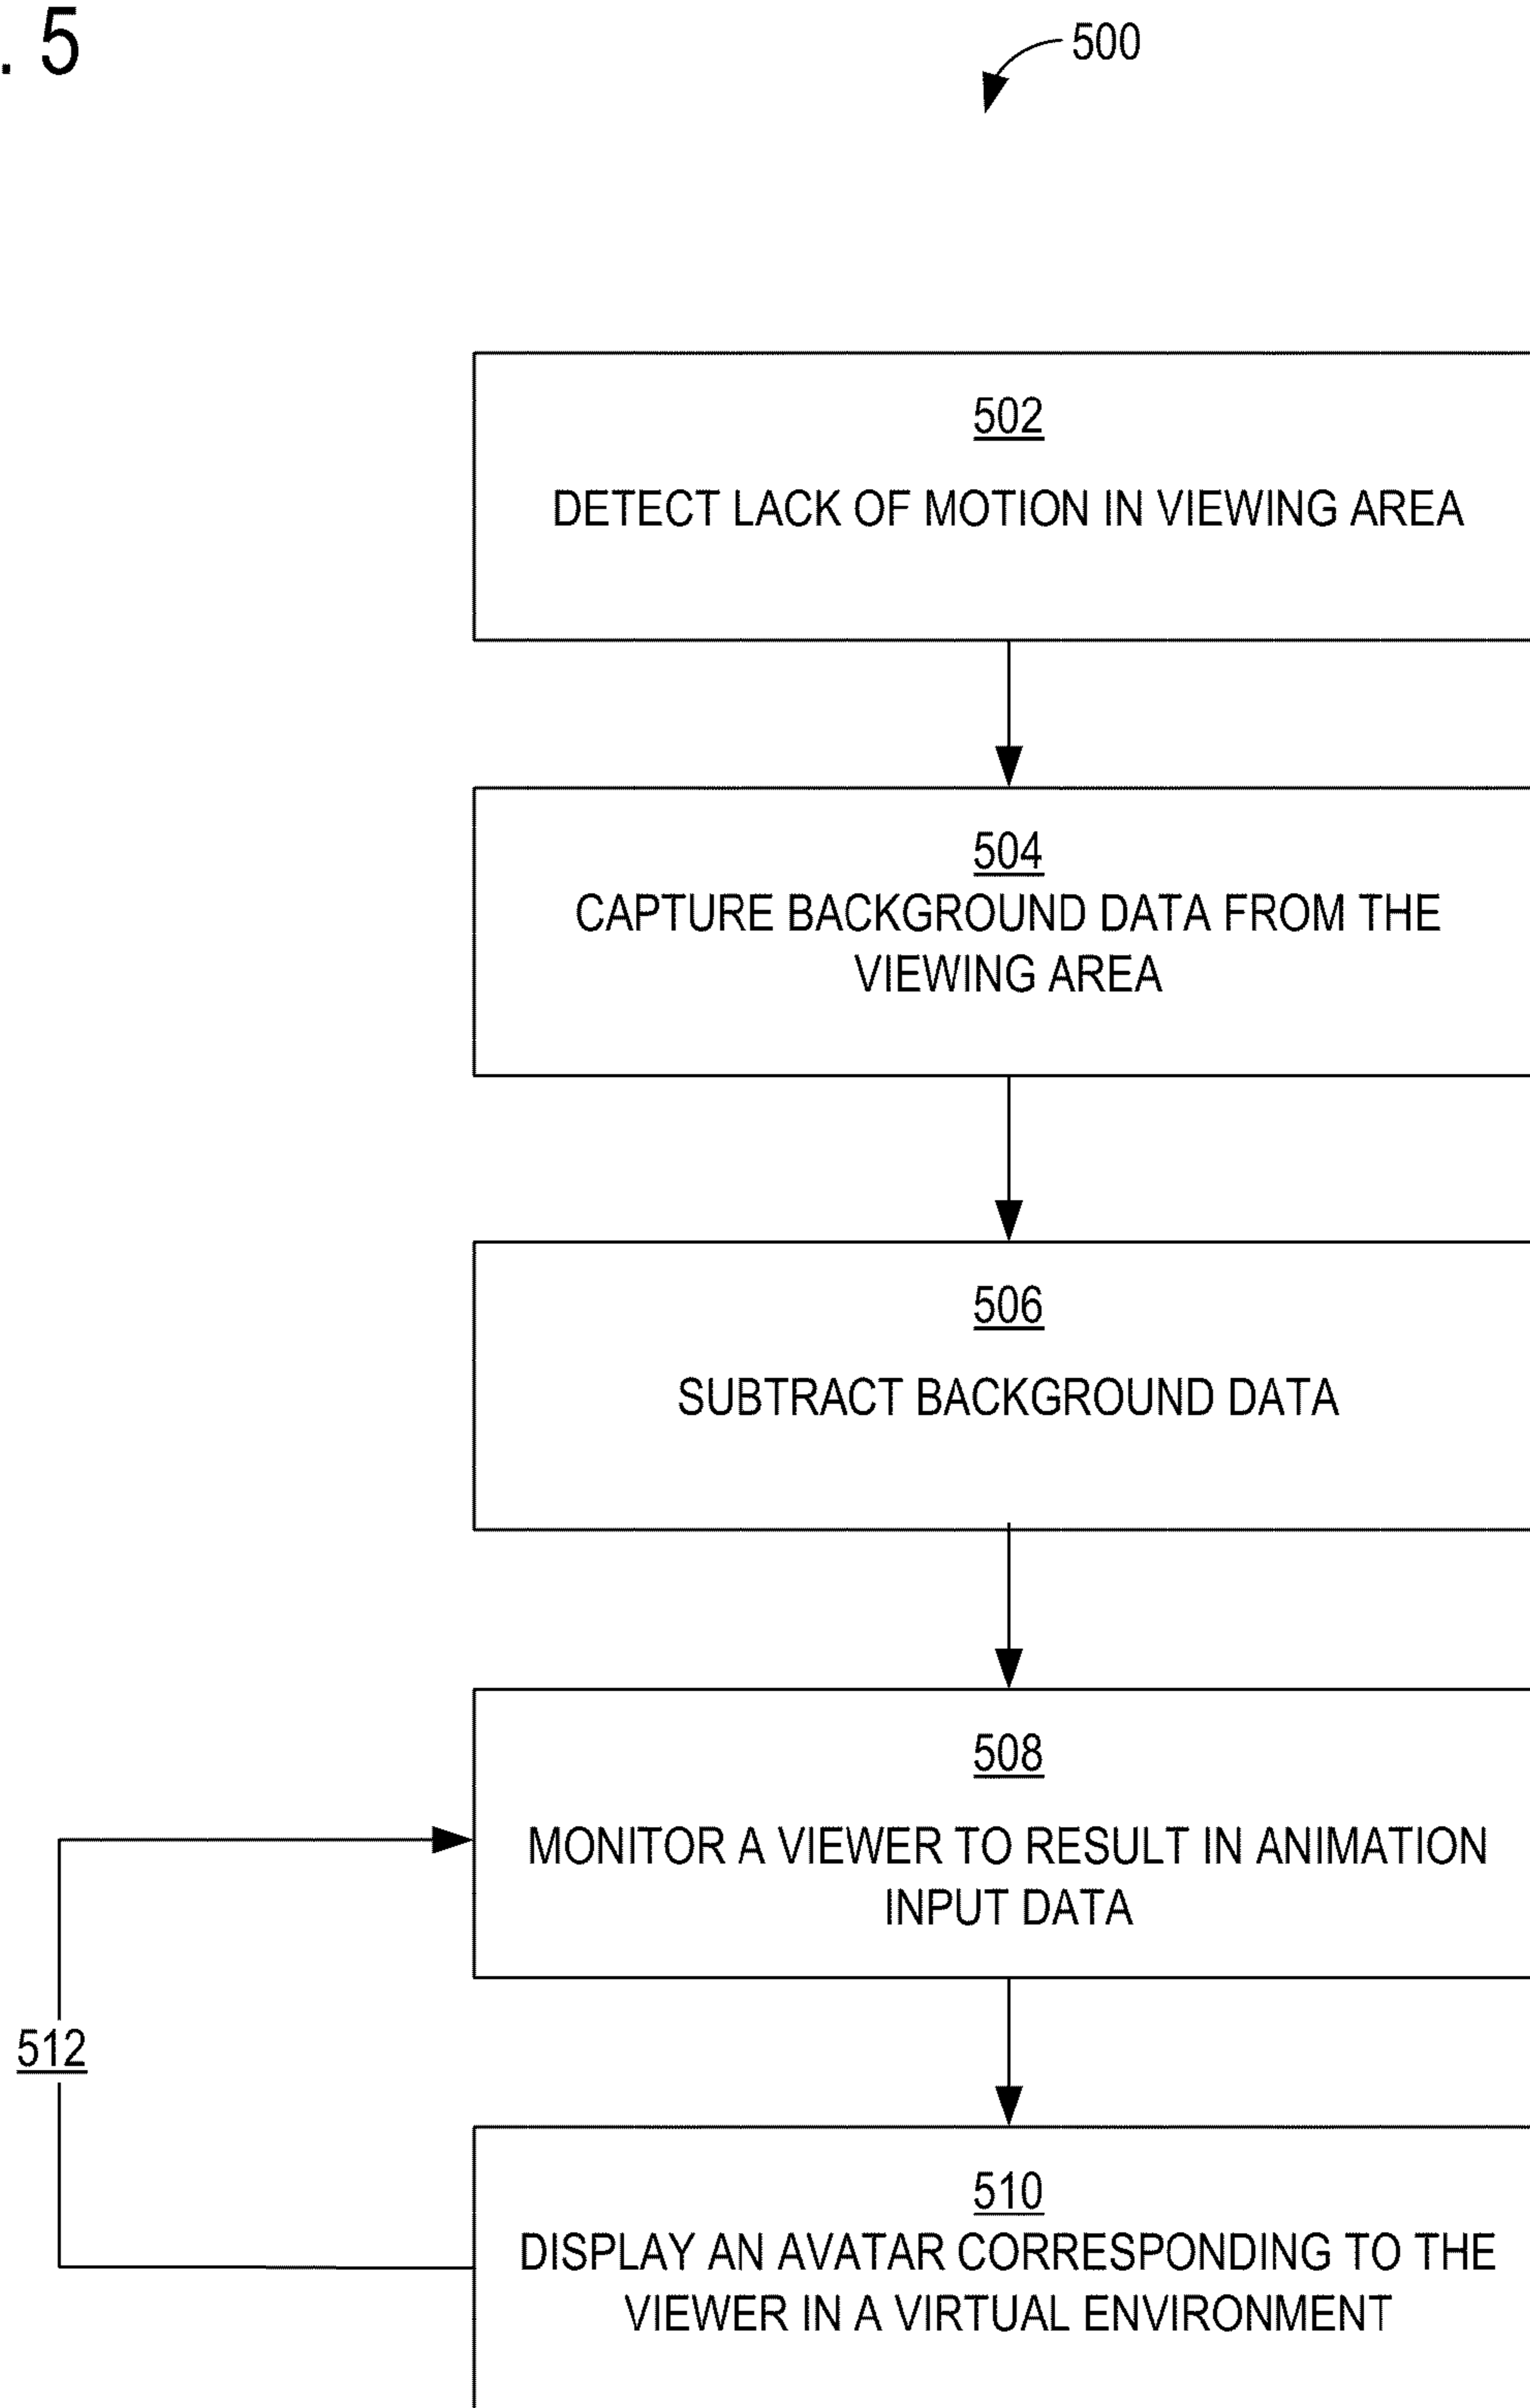 . 5
500
502
DETECT LACK OF MOTION IN VIEWING AREA
504
CAPTURE BACKGROUND DATA FROM THE
VIEWING AREA
506
SUBTRACT BACKGROUND DATA
508
MONITOR A VIEWER TO RESULT IN ANIMATION
INPUT DATA
512
510
DISPLAY AN AVATAR CORRESPONDING TO THE
VIEWER IN A VIRTUAL ENVIRONMENT